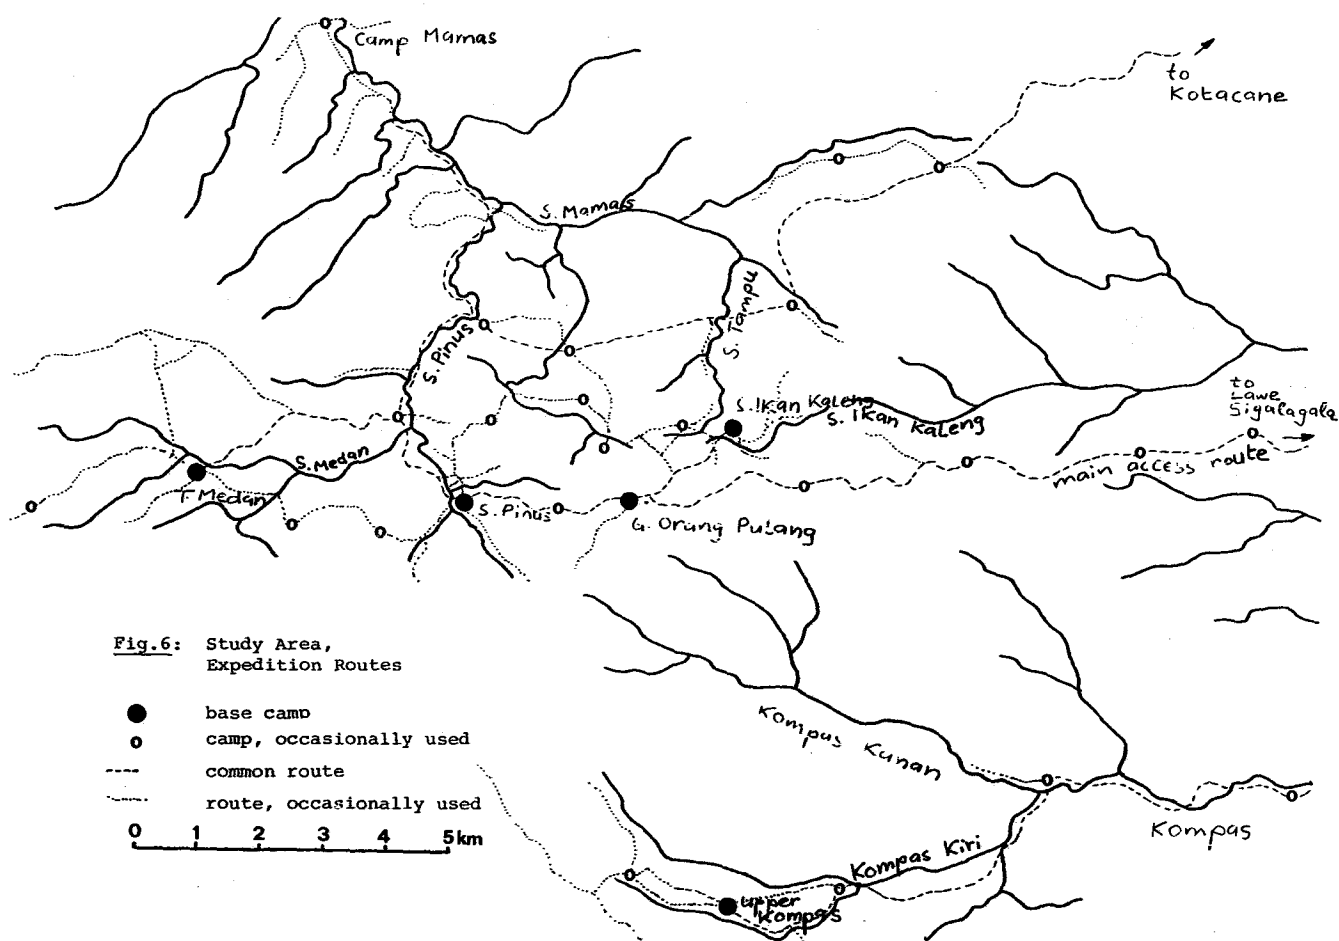 Camp Mamas
to
Kotacane
S. Mamas
S. Tampu
S. Pinus
to
Lawe
Sigalagala
S. Ikan Kaleng
S. Ikan Kaleng
S. Medan
main access route
T. Medan
S. Pinus
G. Orang Pulang
Fig.6: Study Area,
Expedition Routes
base camp
camp, occasionally used
common route
route, occasionally used
0 1 2 3 4 5km
Kompas Kunan
Kompas
Kompas Kiri
Upper
Kompas